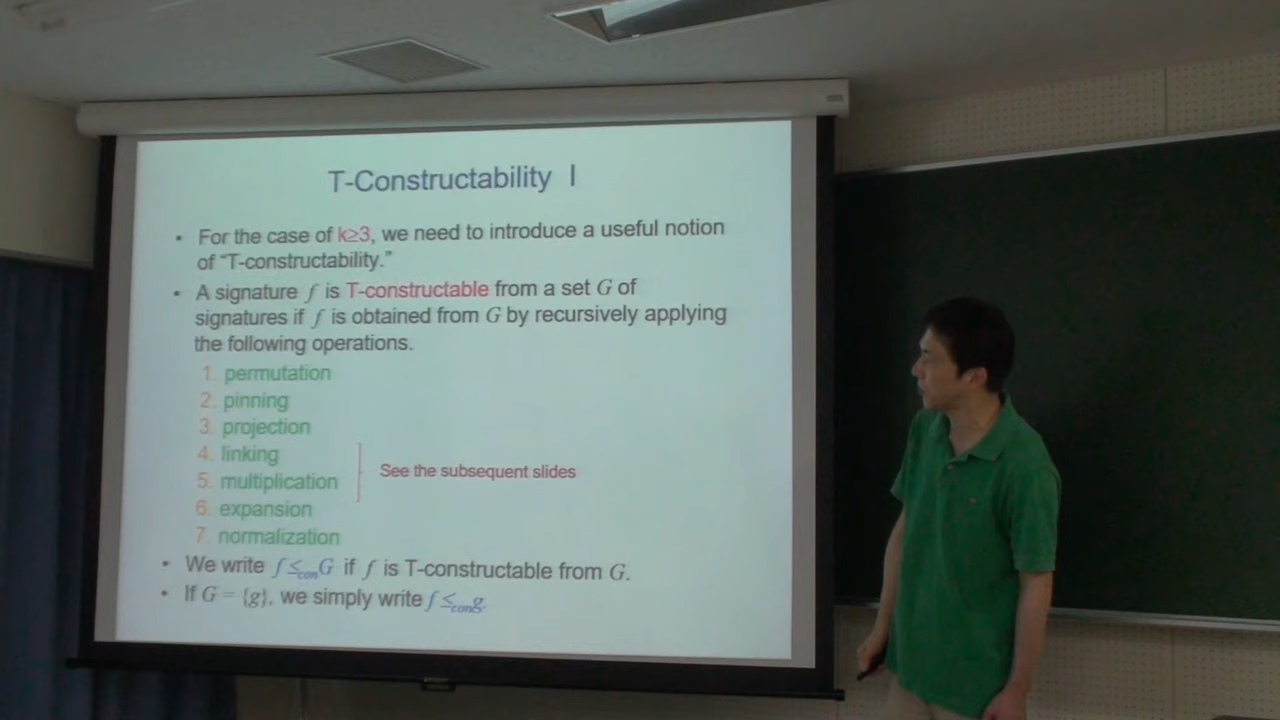 T-Constructability I
• For the case of k≥3, we need to introduce a useful notion
of “T-constructability.”
• A signature f is T-constructable from a set G of
signatures if f is obtained from G by recursively applying
the following operations.
1. permutation
2. pinning
3. projection
4. linking
5. multiplication
6. expansion
7. normalization
See the subsequent slides
• We write f ≤con G if f is T-constructable from G.
• If G = {g}, we simply write f ≤con g.